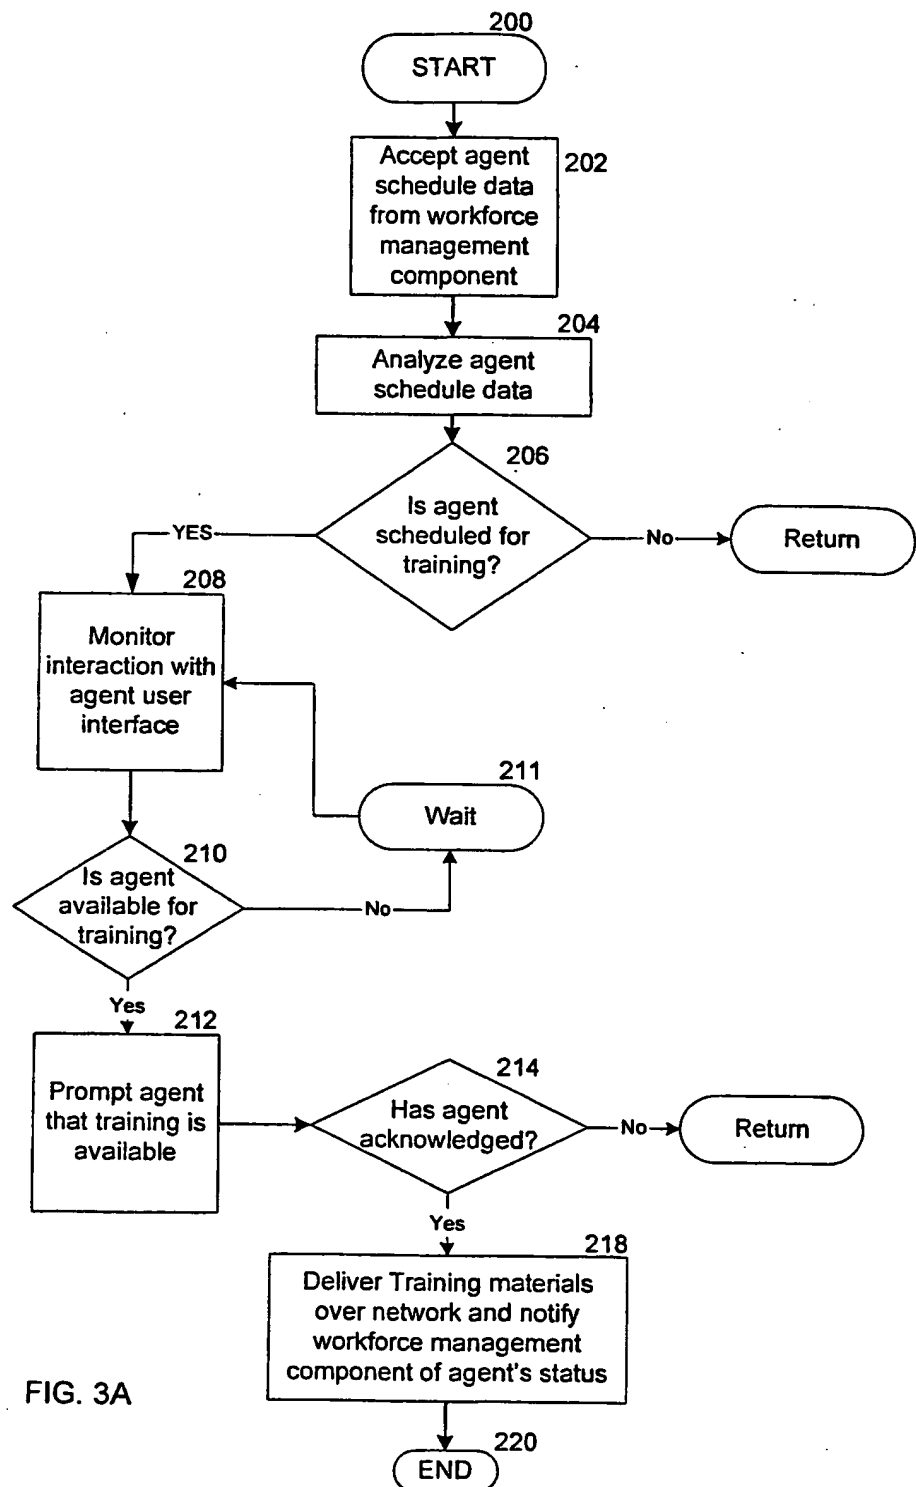 200
START
Accept agent
schedule data
from workforce
management
component
202
204
Analyze agent
schedule data
206
Is agent
scheduled for
training?
YES
No
Return
208
Monitor
interaction with
agent user
interface
211
Wait
210
Is agent
available for
training?
No
Yes
212
Prompt agent
that training is
available
214
Has agent
acknowledged?
No
Return
Yes
218
Deliver Training materials
over network and notify
workforce management
component of agent's status
FIG. 3A
220
END